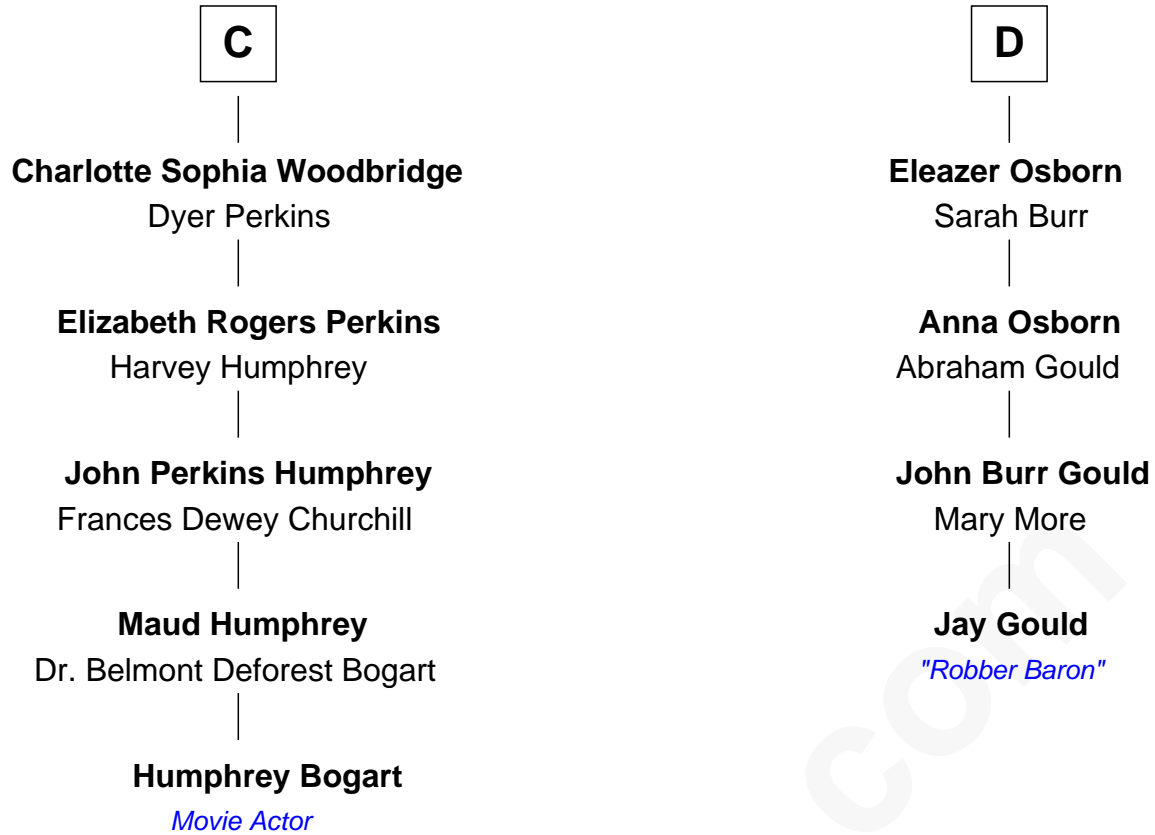 C
Charlotte Sophia Woodbridge
Dyer Perkins
Elizabeth Rogers Perkins
Harvey Humphrey
John Perkins Humphrey
Frances Dewey Churchill
Maud Humphrey
Dr. Belmont Deforest Bogart
Humphrey Bogart
Movie Actor
D
Eleazer Osborn
Sarah Burr
Anna Osborn
Abraham Gould
John Burr Gould
Mary More
Jay Gould
"Robber Baron"
com